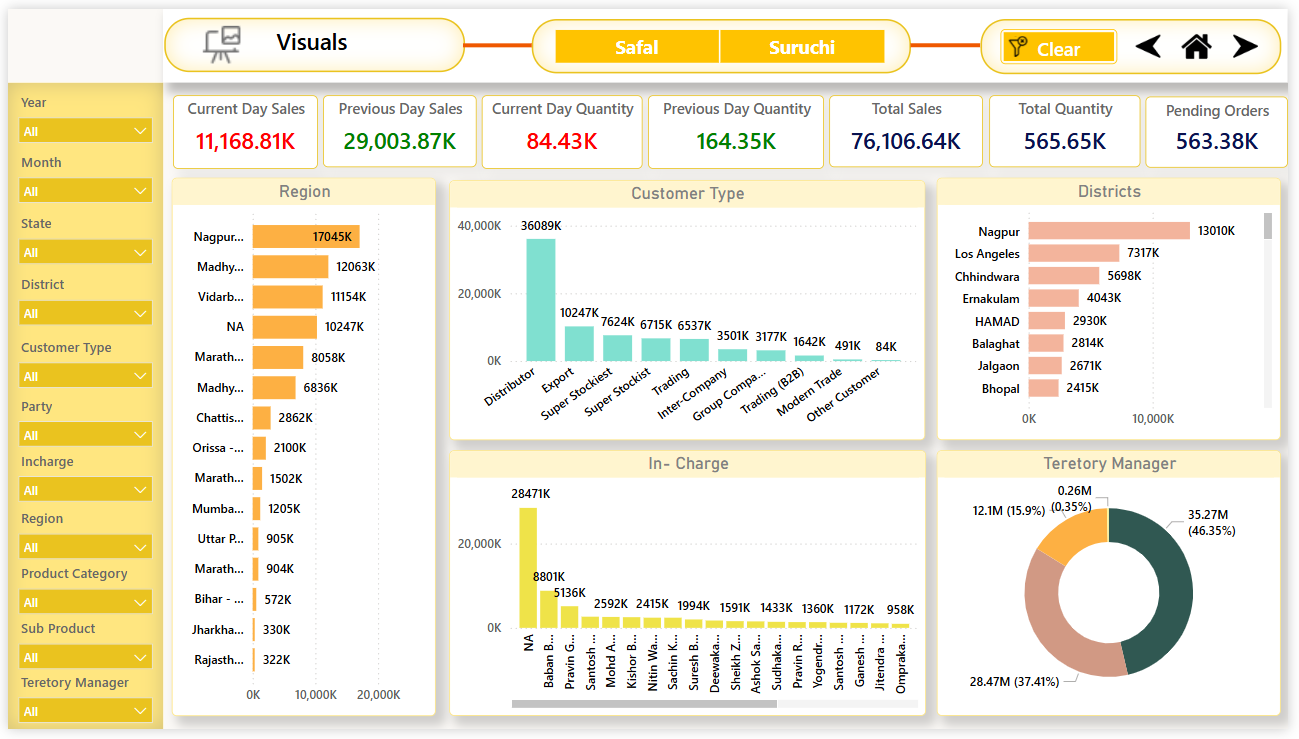 Visuals
Safal
Suruchi
Clear
Year
All
Month
All
State
All
District
All
Customer Type
All
Party
All
Incharge
All
Region
All
Product Category
All
Sub Product
All
Teretory Manager
All
Current Day Sales
11,168.81K
Previous Day Sales
29,003.87K
Current Day Quantity
84.43K
Previous Day Quantity
164.35K
Total Sales
76,106.64K
Total Quantity
565.65K
Pending Orders
563.38K
Region
Nagpur... 17045K
Madhy... 12063K
Vidarb... 11154K
NA 10247K
Marath... 8058K
Madhy... 6836K
Chattis... 2862K
Orissa -... 2100K
Marath... 1502K
Mumba... 1205K
Uttar P... 905K
Marath... 904K
Bihar - ... 572K
Jharkha... 330K
Rajasth... 322K
0K 10,000K 20,000K
Customer Type
40,000K
20,000K
0K
36089K 10247K 7624K 6715K 6537K 3501K 3177K 1642K 491K 84K
Distributor
Export
Super Stockiest
Super Stockist
Trading
Inter-Company
Group Compa...
Trading (B2B)
Modern Trade
Other Customer
Districts
Nagpur 13010K
Los Angeles 7317K
Chhindwara 5698K
Ernakulam 4043K
HAMAD 2930K
Balaghat 2814K
Jalgaon 2671K
Bhopal 2415K
0K 10,000K
In- Charge
20,000K
0K
28471K 8801K 5136K 2592K 2415K 1994K 1591K 1433K 1360K 1172K 958K
NA
Baban B...
Pravin G...
Santosh ...
Mohd A...
Kishor B...
Nitin Wa...
Sachin K...
Suresh B...
Deewaka...
Sheikh Z...
Ashok Sa...
Sudhaka...
Pravin R...
Yogendr...
Santosh ...
Ganesh ...
Jitendra ...
Ompraka...
Teretory Manager
0.26M
(0.35%)
12.1M (15.9%)
35.27M
(46.35%)
28.47M (37.41%)